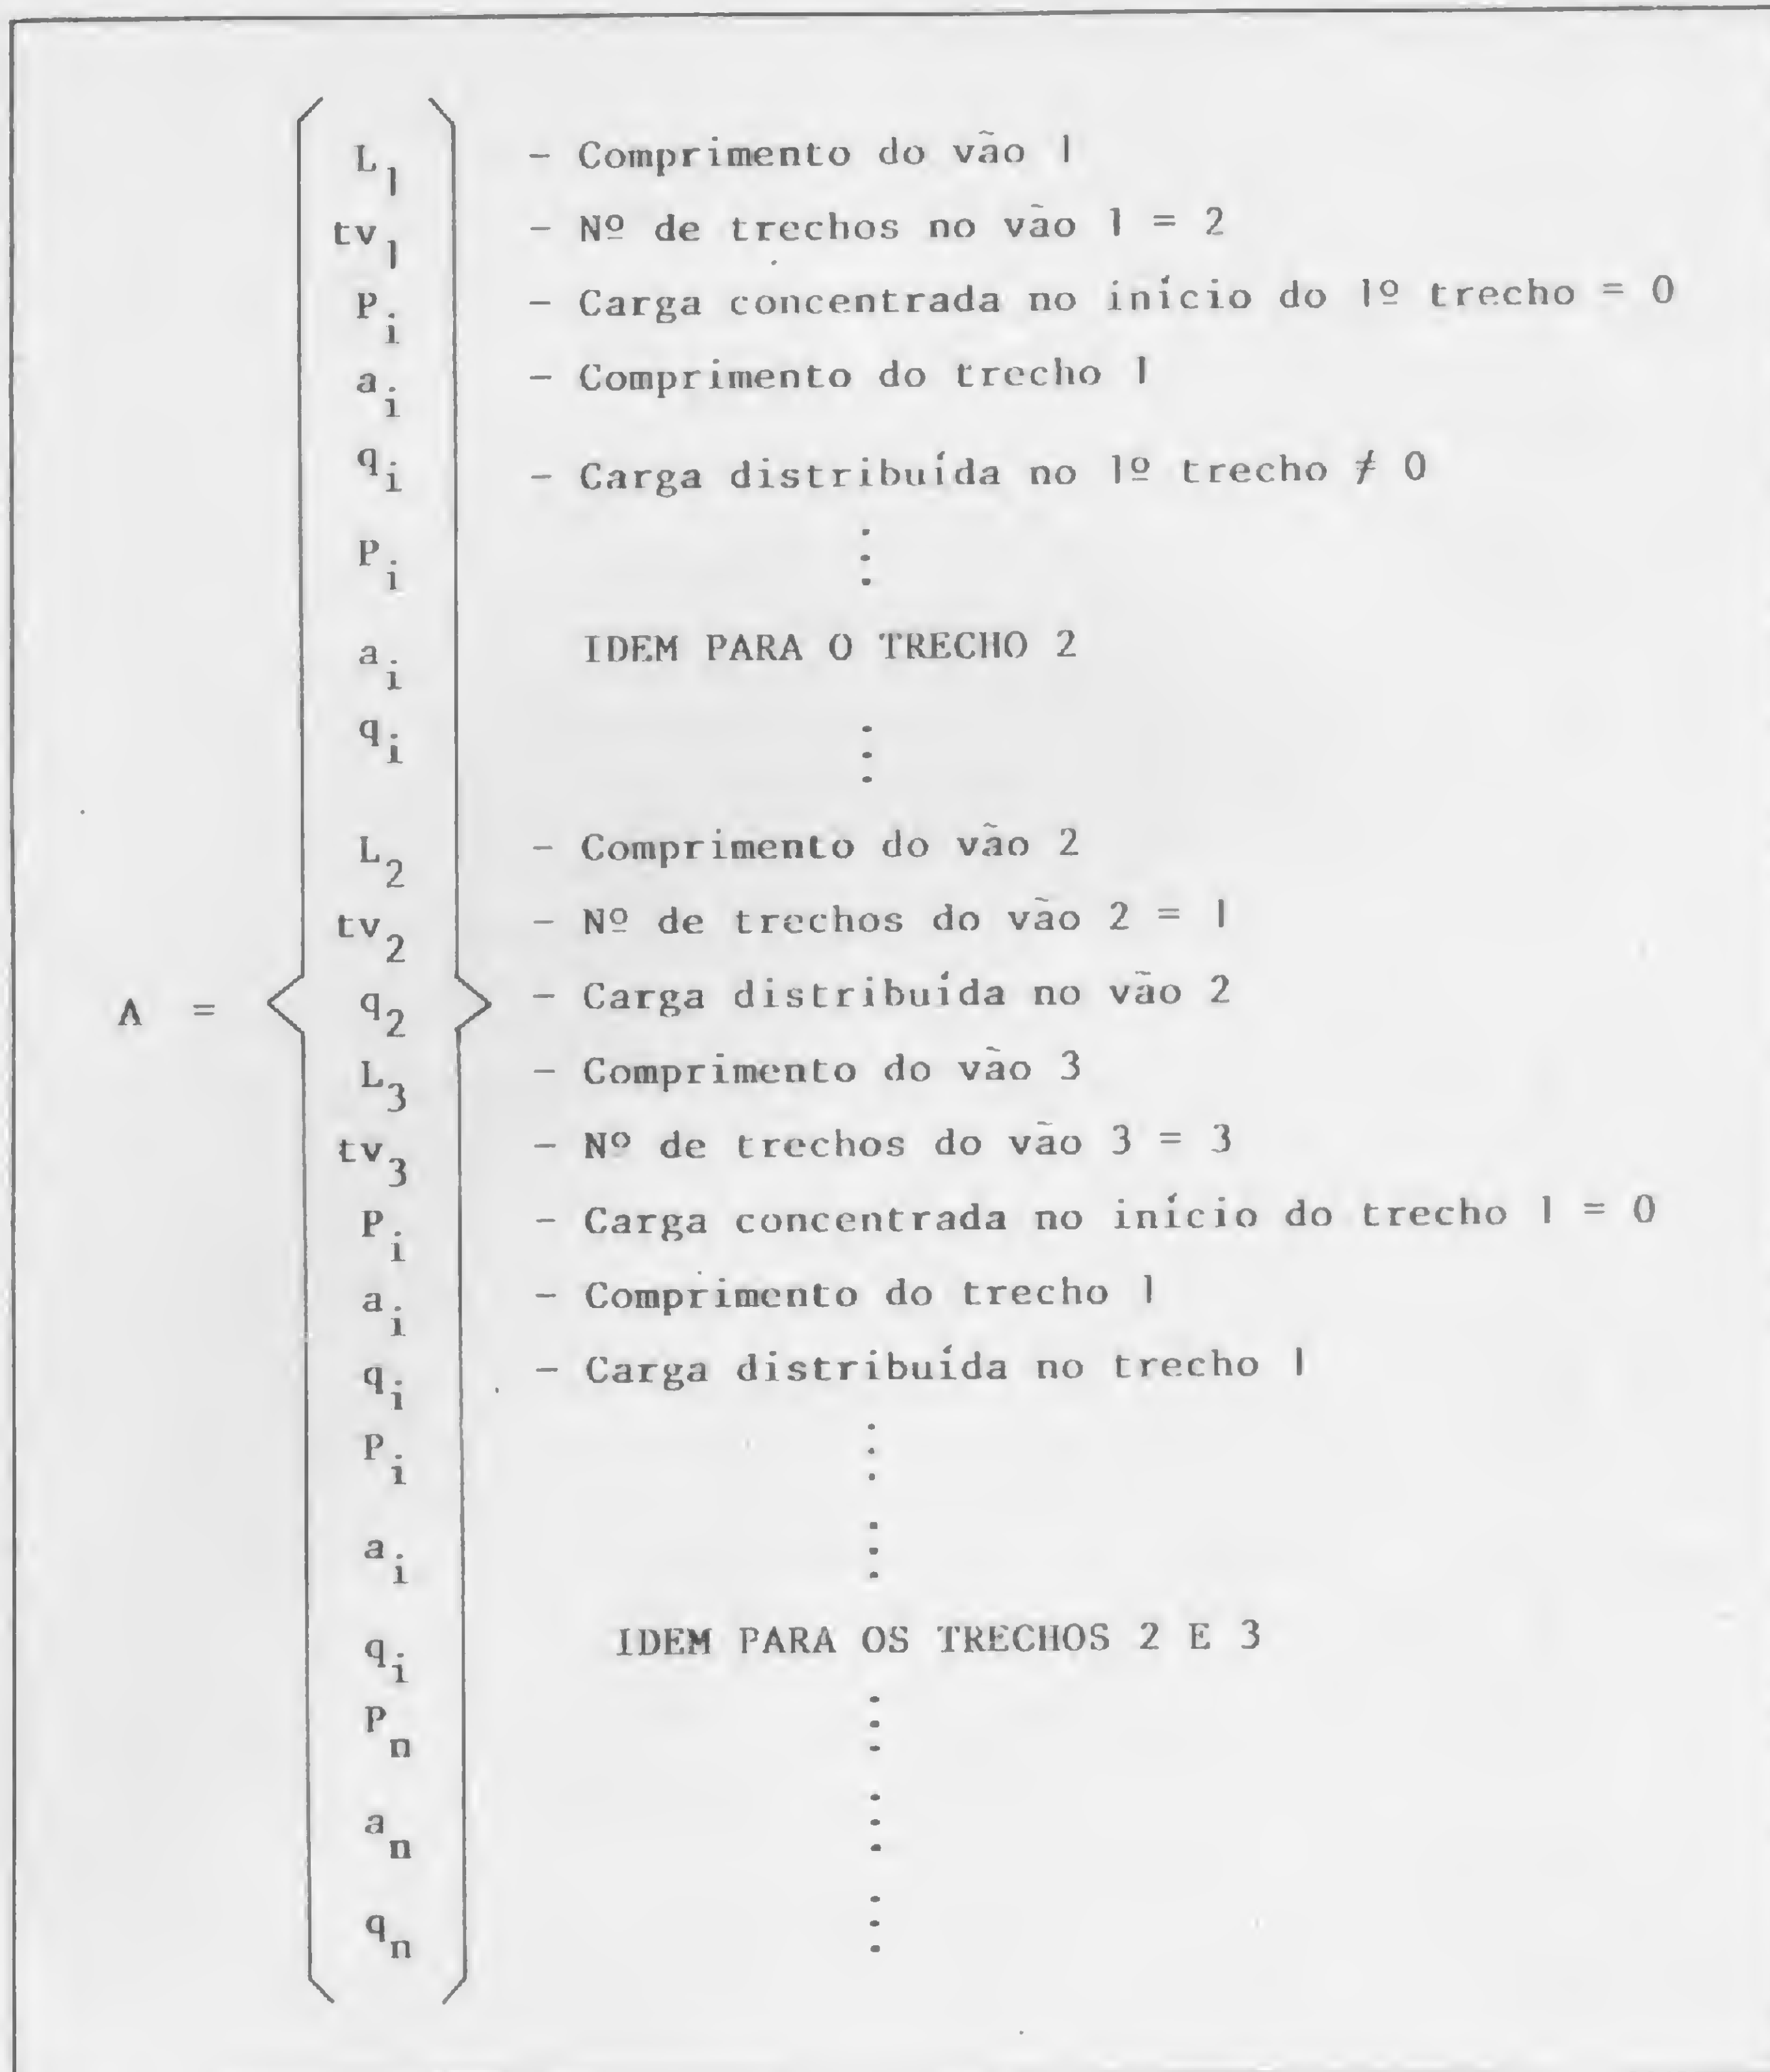 L1 - Comprimento do vão 1
tv1 - Nº de trechos no vão 1 = 2
Pi - Carga concentrada no início do 1º trecho = 0
ai - Comprimento do trecho 1
qi - Carga distribuída no 1º trecho ≠ 0
Pi
ai IDEM PARA O TRECHO 2
qi
L2 - Comprimento do vão 2
tv2 - Nº de trechos do vão 2 = 1
A = q2 - Carga distribuída no vão 2
L3 - Comprimento do vão 3
tv3 - Nº de trechos do vão 3 = 3
Pi - Carga concentrada no início do trecho 1 = 0
ai - Comprimento do trecho 1
qi - Carga distribuída no trecho 1
Pi
ai
qi IDEM PARA OS TRECHOS 2 E 3
Pn
an
qn